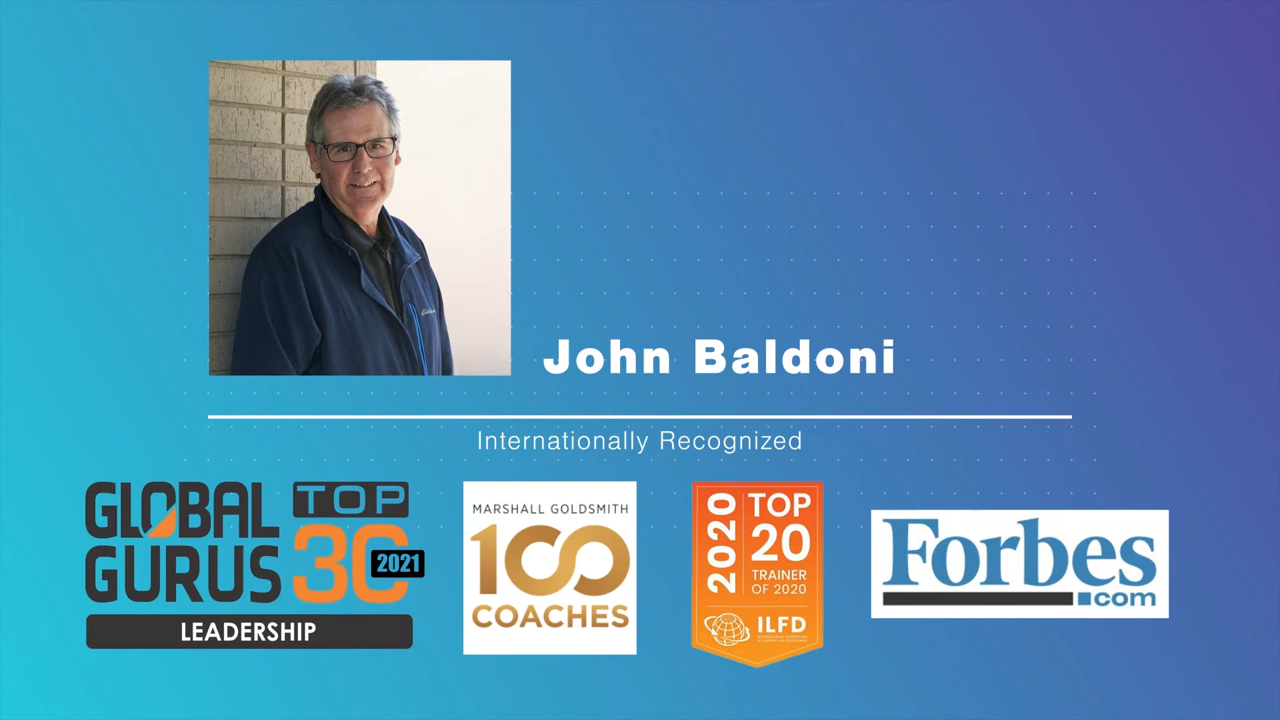 John Baldoni
Internationally Recognized
GLOBAL
GURUS
TOP
30
2021
LEADERSHIP
MARSHALL GOLDSMITH
100
COACHES
2020
TOP
20
TRAINER
OF 2020
ILFD
Forbes
.com